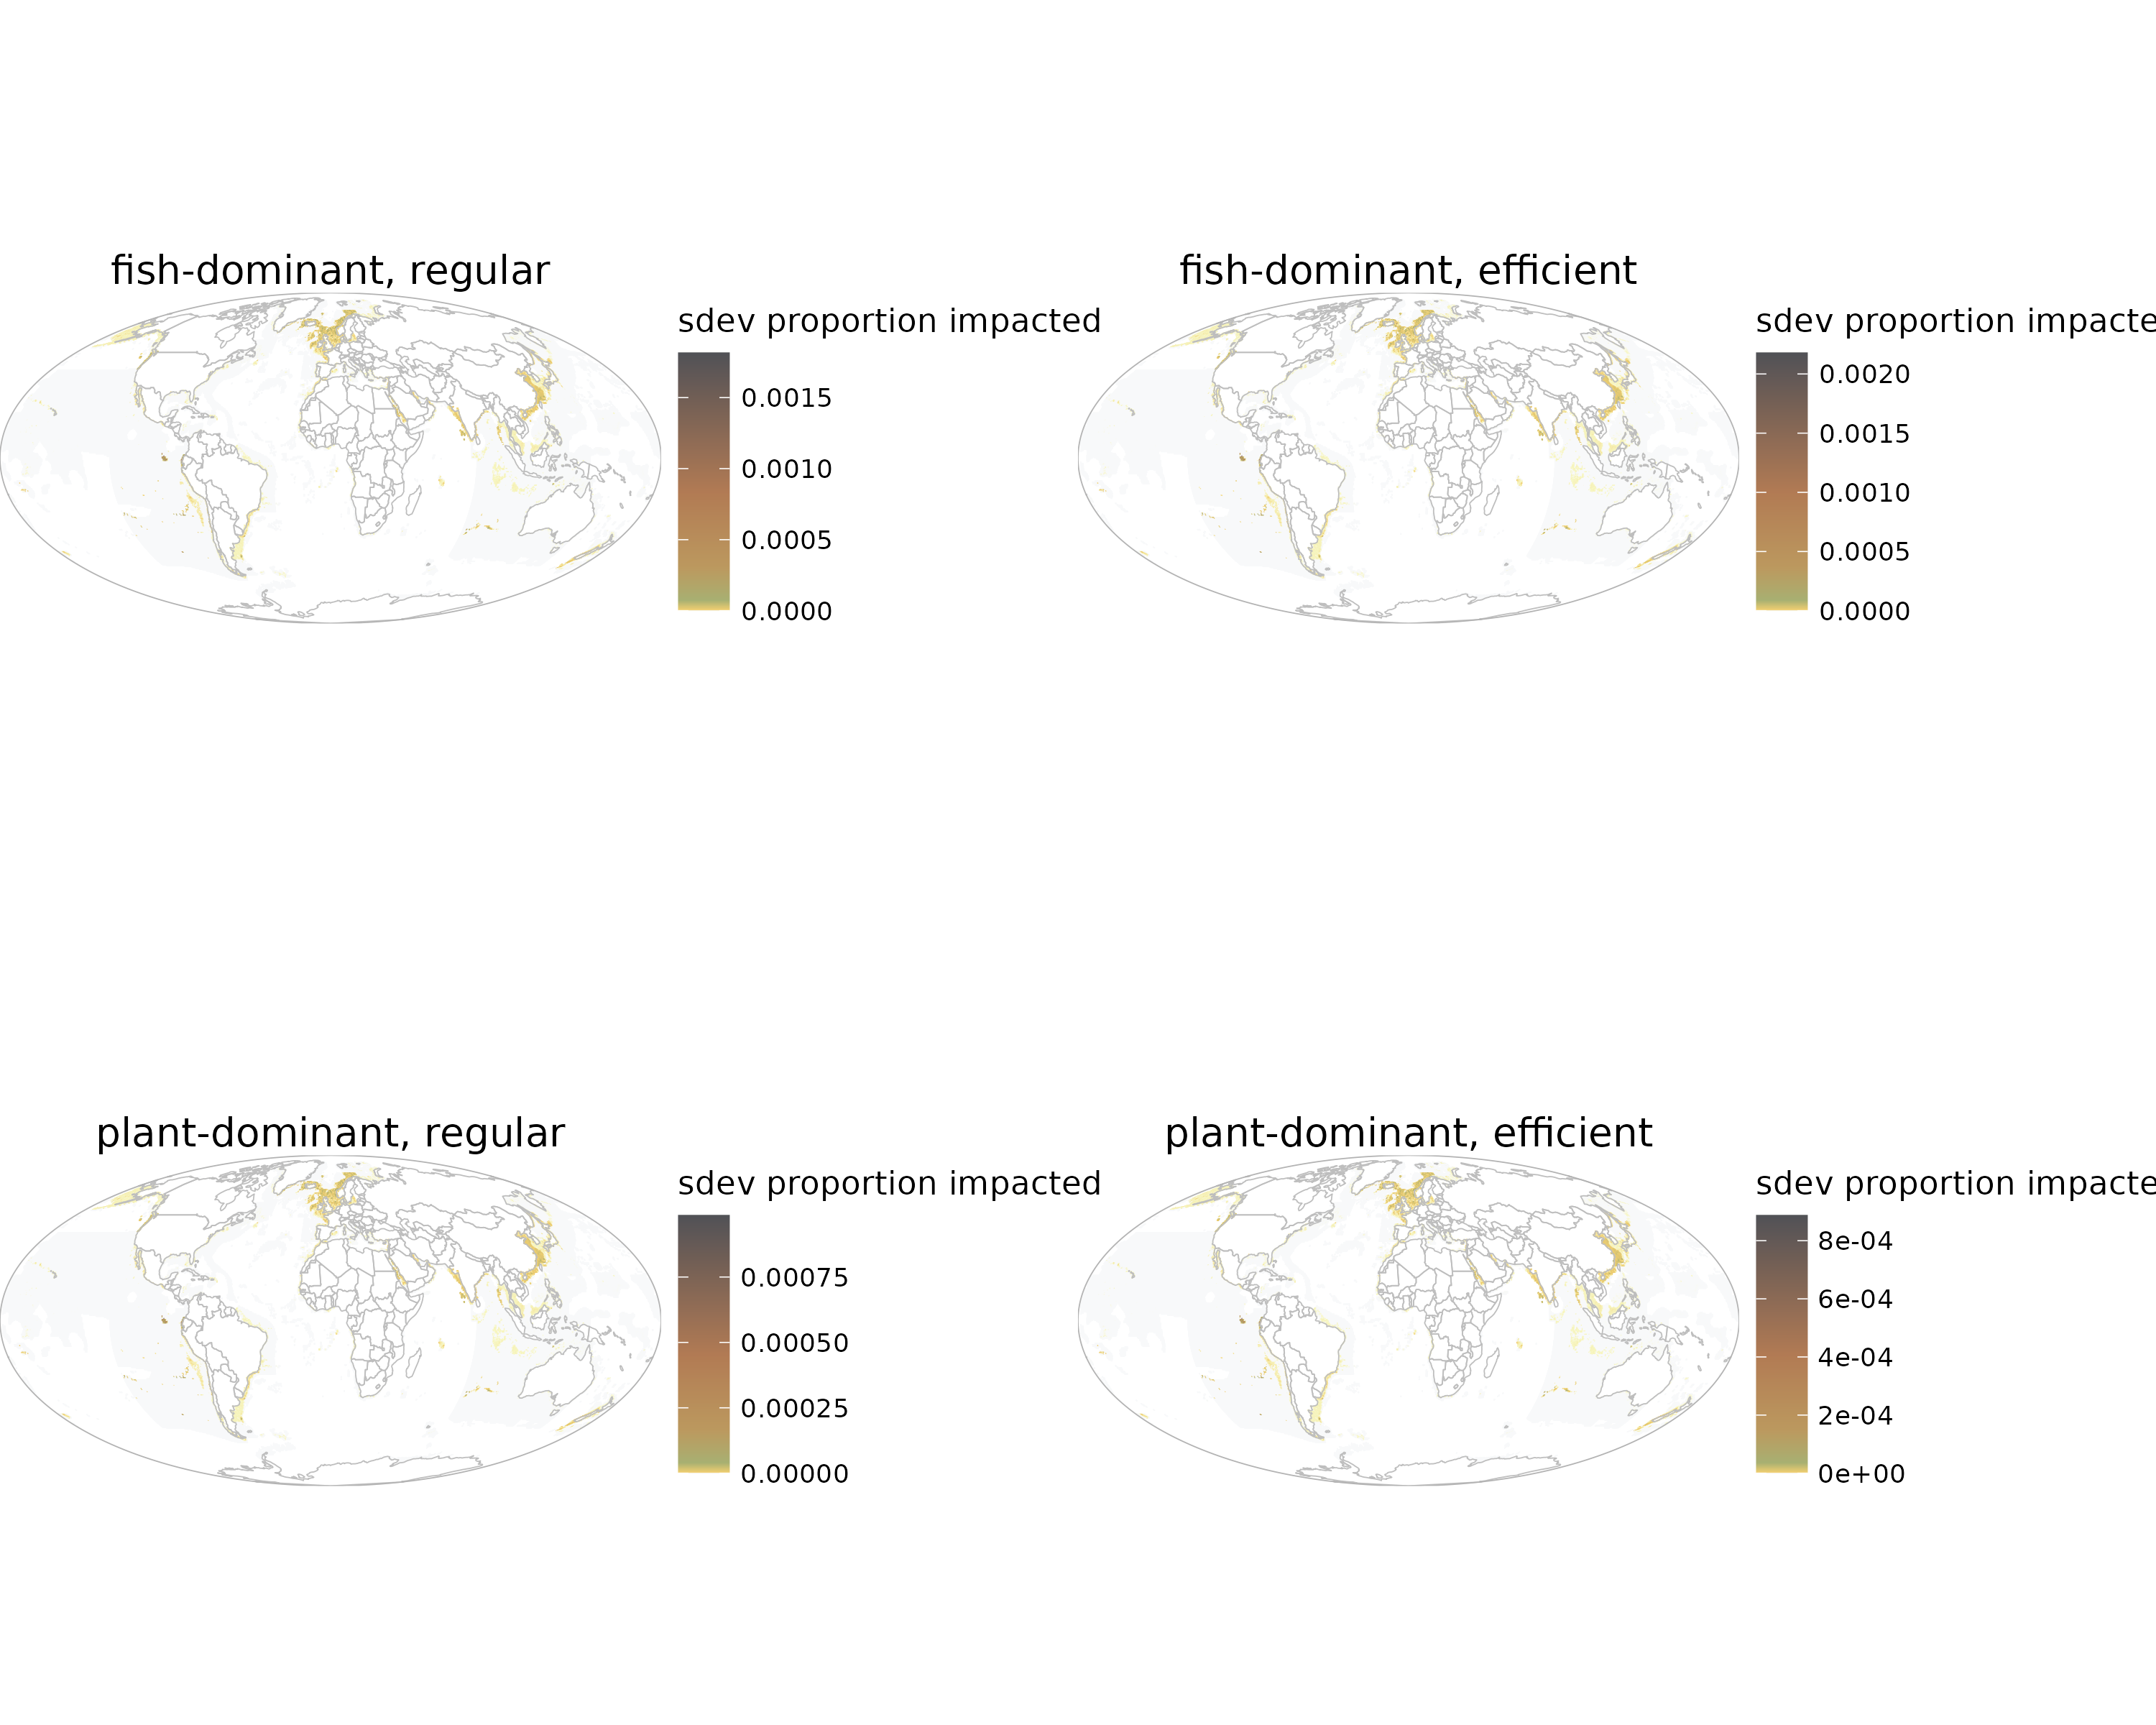 fish-dominant, regular
sdev proportion impacted
0.0015
0.0010
0.0005
0.0000
fish-dominant, efficient
sdev proportion impacte
0.0020
0.0015
0.0010
0.0005
0.0000
plant-dominant, regular
sdev proportion impacted
0.00075
0.00050
0.00025
0.00000
plant-dominant, efficient
sdev proportion impacte
8e-04
6e-04
4e-04
2e-04
0e+00